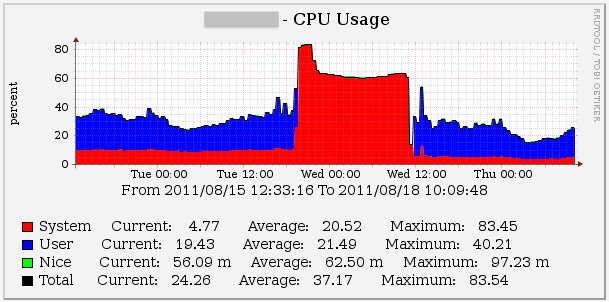 - CPU Usage
RRDTOOL / TOBI OETIKER
percent
80
60
40
20
0
Tue 00:00 Tue 12:00 Wed 00:00 Wed 12:00 Thu 00:00
From 2011/08/15 12:33:16 To 2011/08/18 10:09:48
System Current: 4.77 Average: 20.52 Maximum: 83.45
User Current: 19.43 Average: 21.49 Maximum: 40.21
Nice Current: 56.09 m Average: 62.50 m Maximum: 97.23 m
Total Current: 24.26 Average: 37.17 Maximum: 83.54